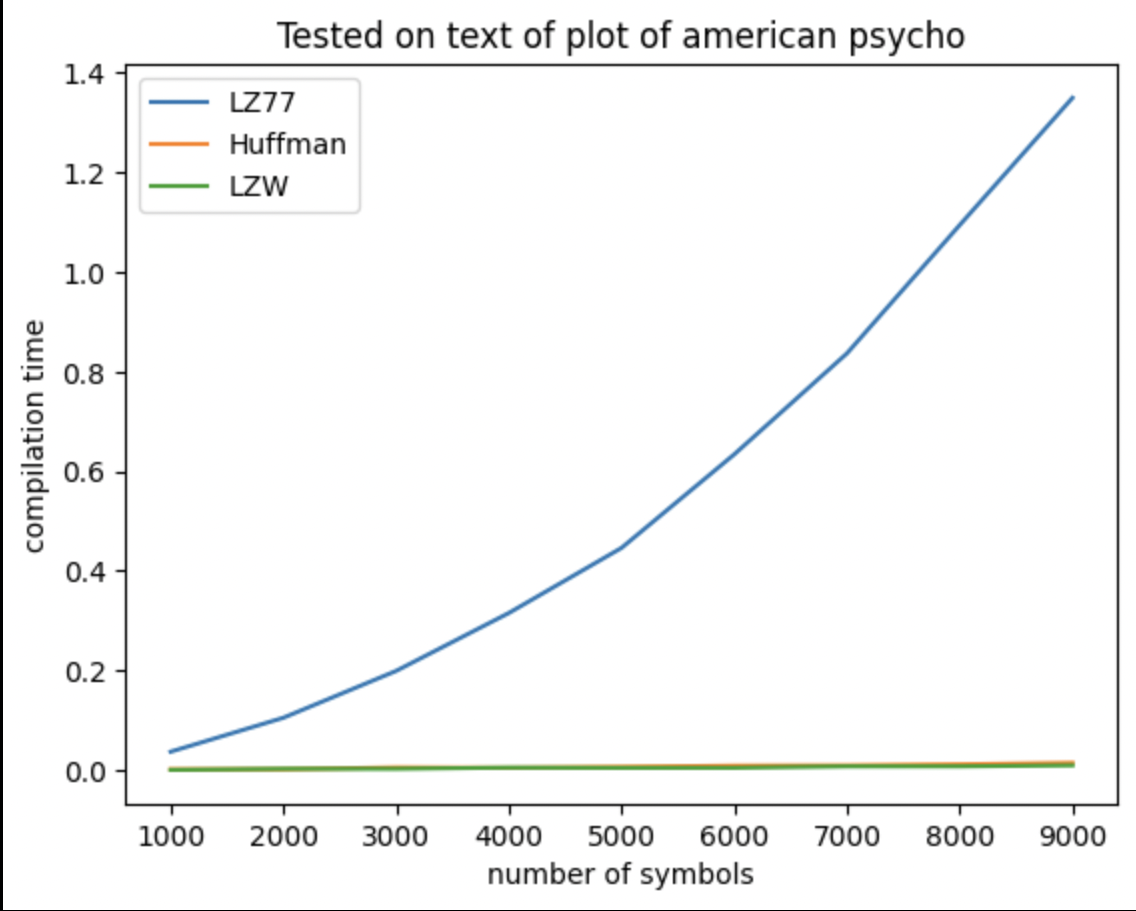 Tested on text of plot of american psycho
LZ77
Huffman
LZW
compilation time
1.4
1.2
1.0
0.8
0.6
0.4
0.2
0.0
1000 2000 3000 4000 5000 6000 7000 8000 9000
number of symbols